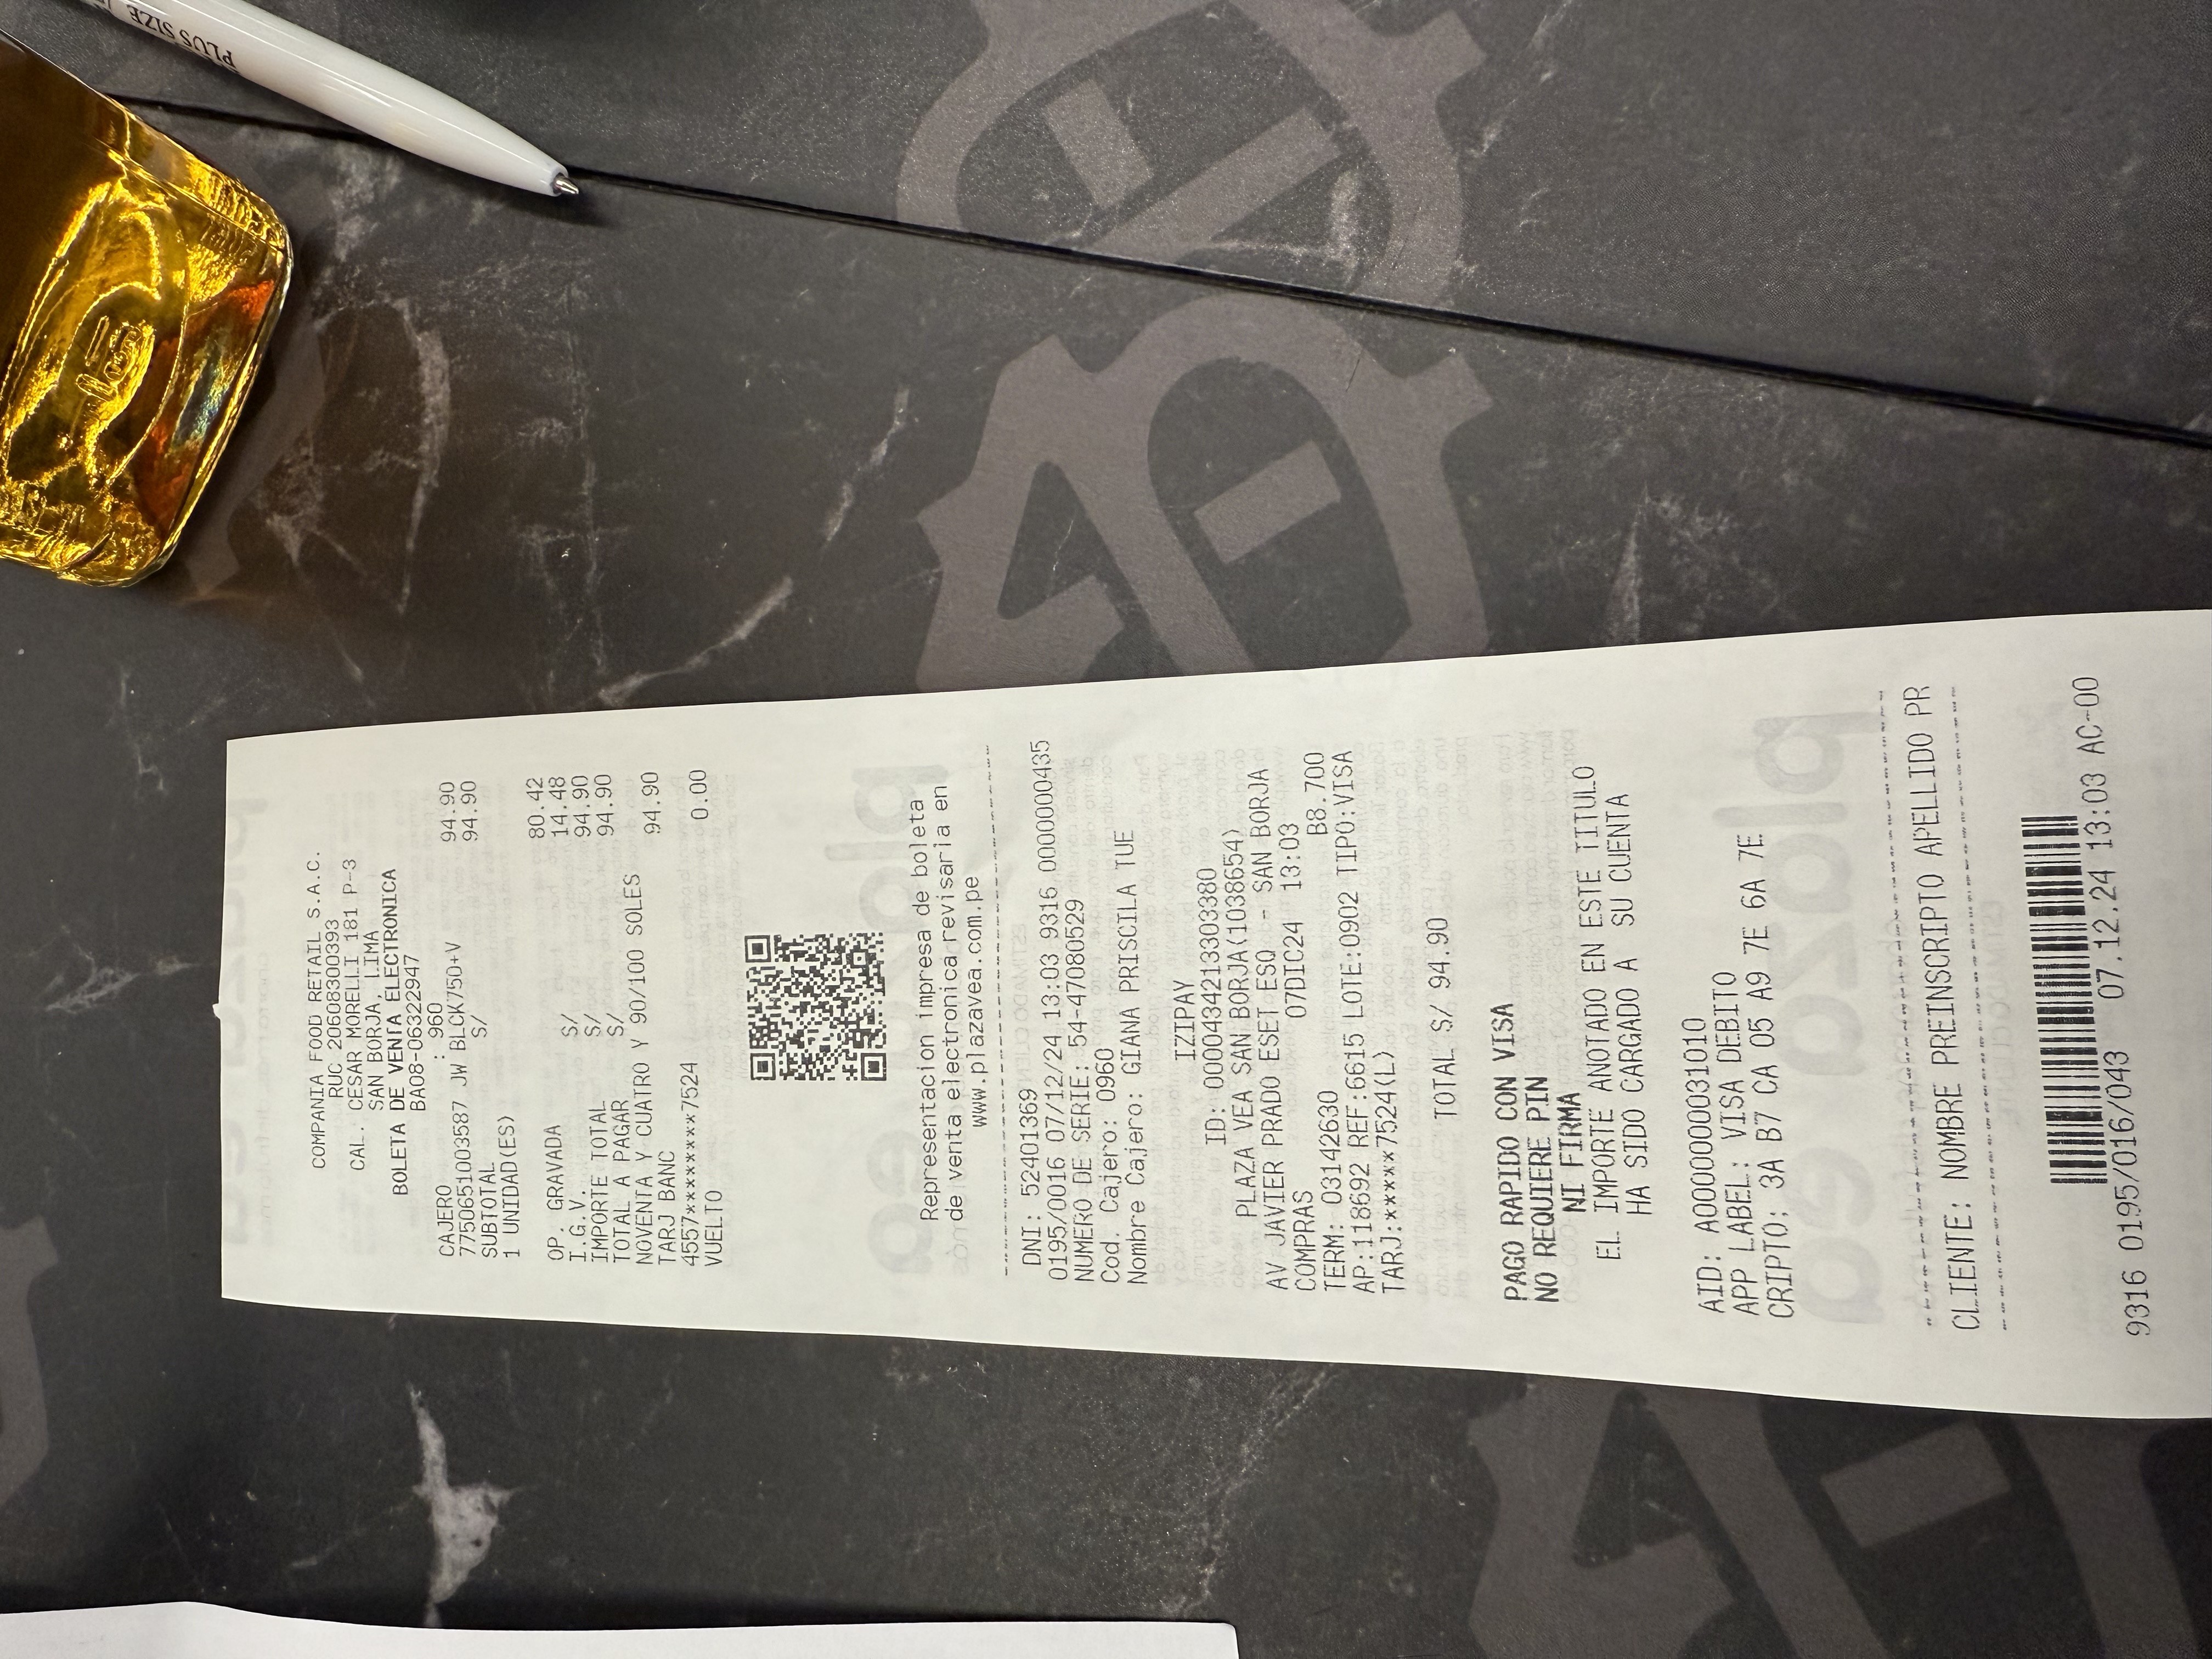 COMPANIA FOOD RETAIL S.A.C.
RUC 20608300393
CAL. CESAR MORELLI 181 P-3
SAN BORJA, LIMA
BOLETA DE VENTA ELECTRONICA
BA08-06322947
CAJERO : 960
7750651003587 JW BLCK750+V 94.90
SUBTOTAL S/ 94.90
1 UNIDAD(ES)
OP. GRAVADA 80.42
I.G.V. S/ 14.48
IMPORTE TOTAL S/ 94.90
TOTAL A PAGAR S/ 94.90
NOVENTA Y CUATRO Y 90/100 SOLES
TARJ BANC 94.90
4557********7524
VUELTO 0.00
Representacion impresa de boleta
de venta electronica revisarla en
www.plazavea.com.pe
DNI: 52401369
0195/0016 07/12/24 13:03 9316 0000000435
NUMERO DE SERIE: 54-47080529
Cod. Cajero: 0960
Nombre Cajero: GIANA PRISCILA TUE
IZIPAY
ID: 0000434213303380
PLAZA VEA SAN BORJA(1038654)
AV JAVIER PRADO ESET ESQ - SAN BORJA
COMPRAS 07DIC24 13:03
TERM: 03142630 B8.700
AP:118692 REF:6615 LOTE:0902 TIPO:VISA
TARJ:*****7524(L)
TOTAL S/ 94.90
PAGO RAPIDO CON VISA
NO REQUIERE PIN
NI FIRMA
EL IMPORTE ANOTADO EN ESTE TITULO
HA SIDO CARGADO A SU CUENTA
AID: A0000000031010
APP LABEL: VISA DEBITO
CRIPTO: 3A B7 CA 05 A9 7E 6A 7E
CLIENTE: NOMBRE PREINSCRIPTO APELLIDO PR
9316 0195/016/043 07.12.24 13:03 AC-00
PLUS SIZE